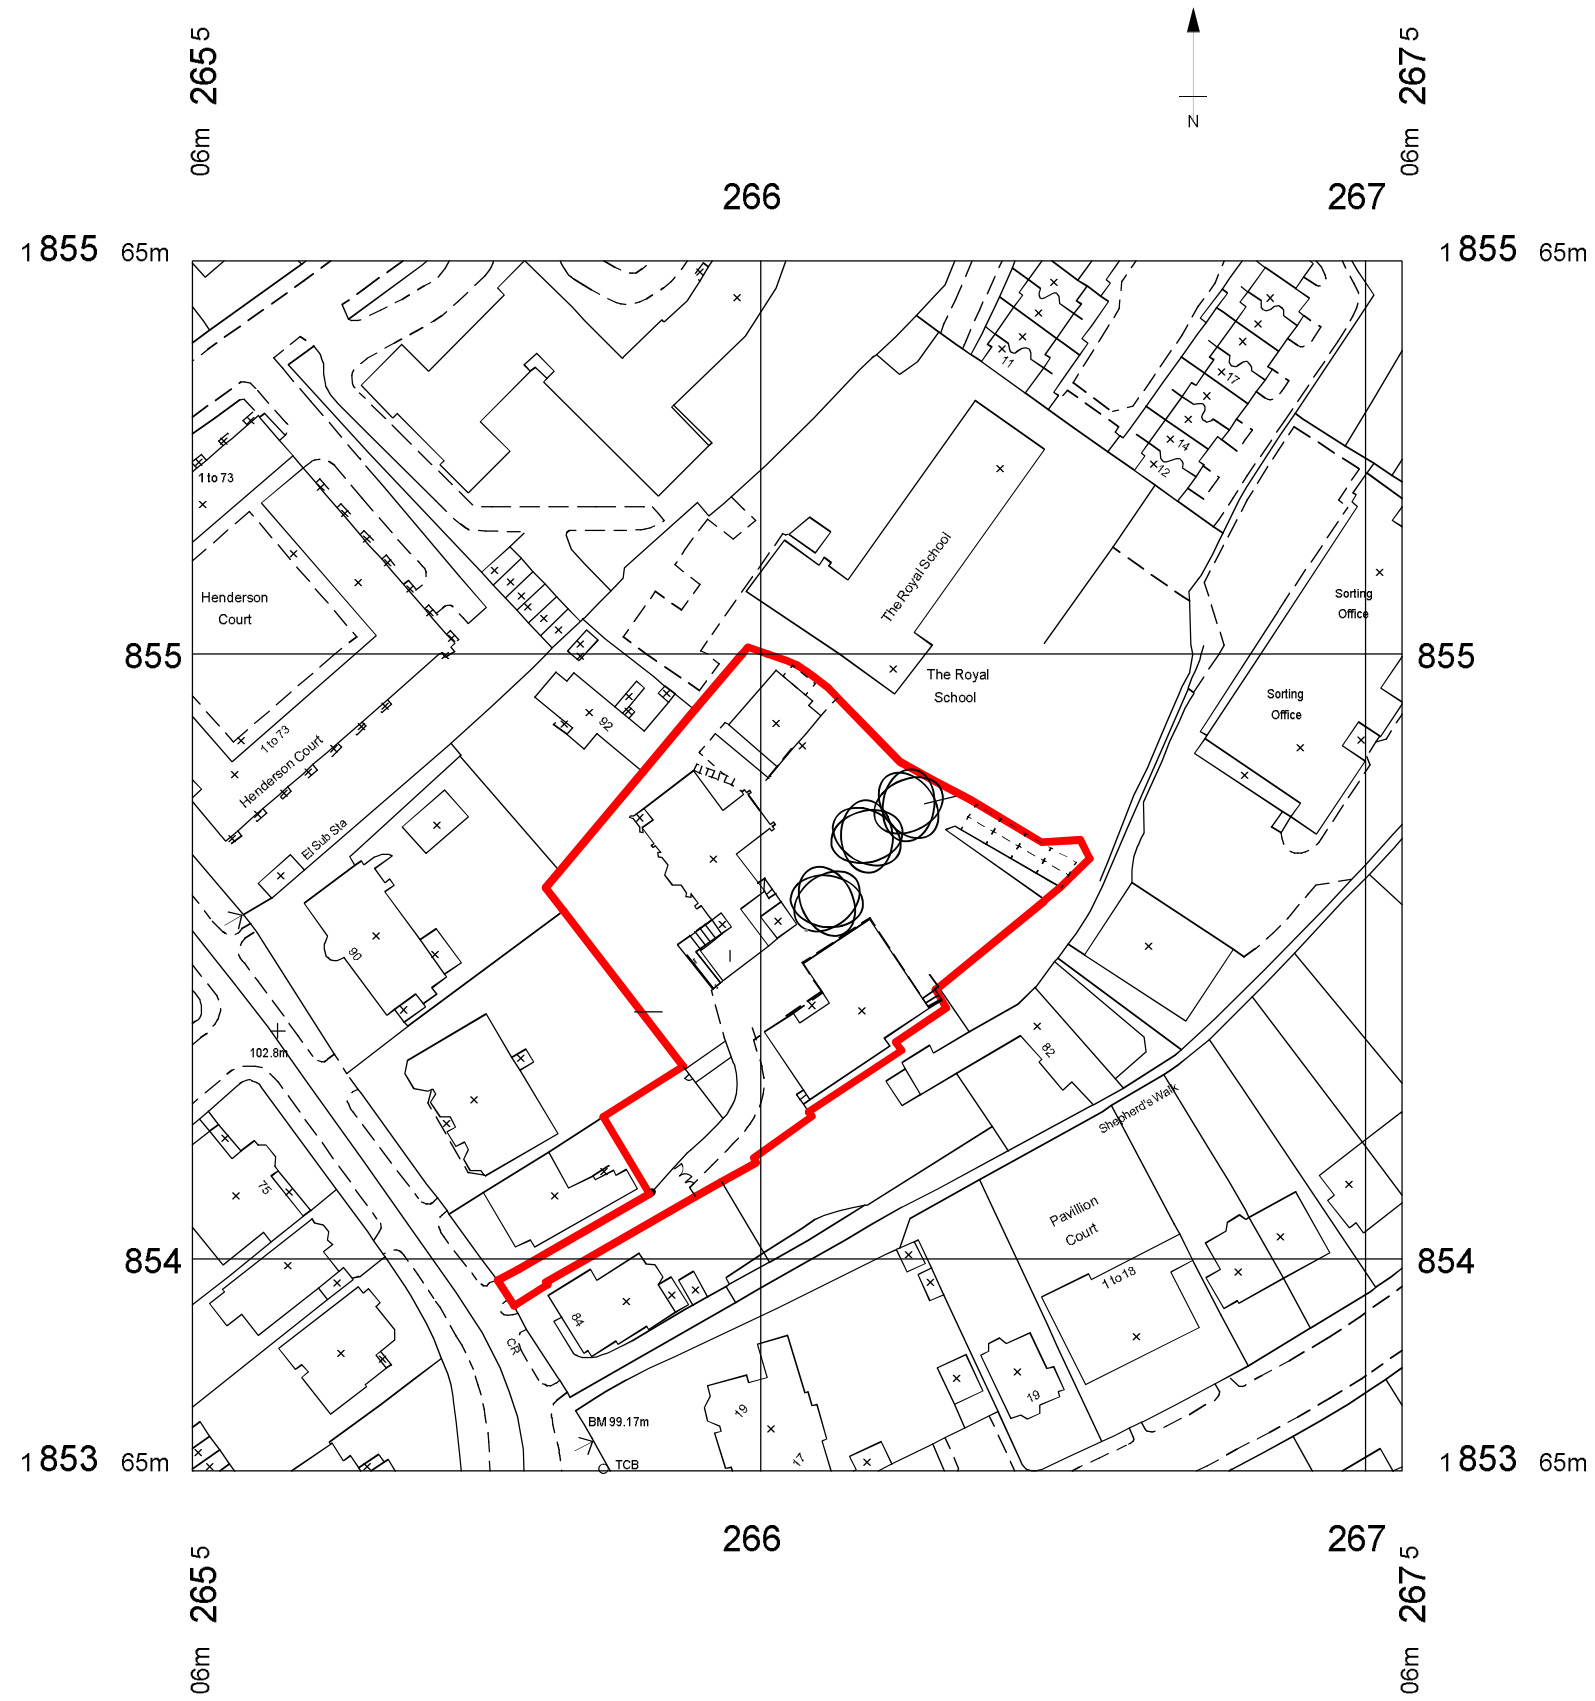 265 5
06m
267 5
06m
N
266
267
1 855 65m
1 855 65m
11
17
14
12
1 to 73
The Royal School
Henderson
Court
Sorting
Office
855
855
The Royal
School
Sorting
Office
92
1 to 73
Henderson Court
El Sub Sta
90
102.8m
82
Shepherd's Walk
75
Pavillion
Court
854
854
1 to 18
84
CR
19
19
BM 99.17m
17
TCB
1 853 65m
1 853 65m
266
267
265 5
06m
267 5
06m